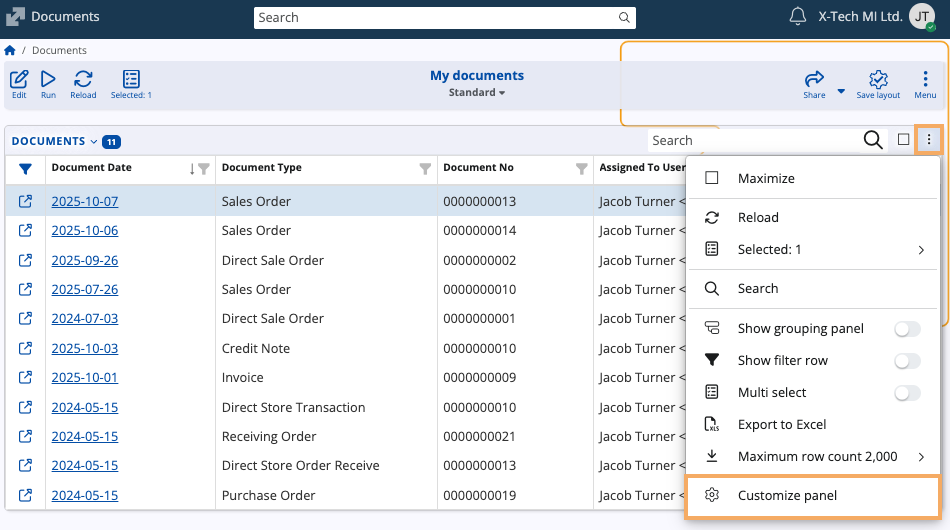 Documents
Search
X-Tech MI Ltd.
JT
/ Documents
Edit
Run
Reload
Selected: 1
My documents
Standard
Share
Save layout
Menu
DOCUMENTS 11
Search
Document Date
Document Type
Document No
Assigned To User
2025-10-07 Sales Order 0000000013 Jacob Turner <
2025-10-06 Sales Order 0000000014 Jacob Turner <
2025-09-26 Direct Sale Order 0000000002 Jacob Turner <
2025-07-26 Sales Order 0000000010 Jacob Turner <
2024-07-03 Direct Sale Order 0000000001 Jacob Turner <
2025-10-03 Credit Note 0000000010 Jacob Turner <
2025-10-01 Invoice 0000000009 Jacob Turner <
2024-05-15 Direct Store Transaction 0000000010 Jacob Turner <
2024-05-15 Receiving Order 0000000021 Jacob Turner <
2024-05-15 Direct Store Order Receive 0000000013 Jacob Turner <
2024-05-15 Purchase Order 0000000019 Jacob Turner <
Maximize
Reload
Selected: 1
Search
Show grouping panel
Show filter row
Multi select
XLS Export to Excel
Maximum row count 2,000
Customize panel